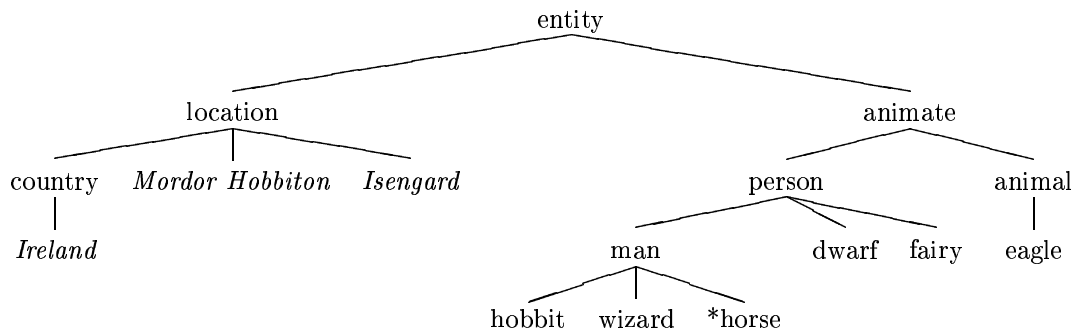 entity
location animate
country Mordor Hobbiton Isengard person animal
Ireland man dwarf fairy eagle
hobbit wizard *horse